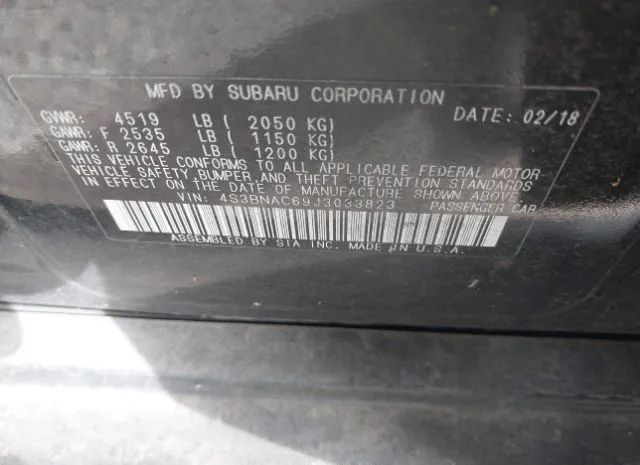 MFD BY SUBARU CORPORATION
DATE: 02/18
GVWR: 4519 LB ( 2050 KG)
GAWR: F 2535 LB ( 1150 KG)
GAWR: R 2645 LB ( 1200 KG)
THIS VEHICLE CONFORMS TO ALL APPLICABLE FEDERAL MOTOR
VEHICLE SAFETY, BUMPER, AND THEFT PREVENTION STANDARDS
IN EFFECT ON THE DATE OF MANUFACTURE SHOWN ABOVE
VIN: 4S3BNAC69J3033823 PASSENGER CAR
ASSEMBLED BY SIA INC. MADE IN U.S.A.